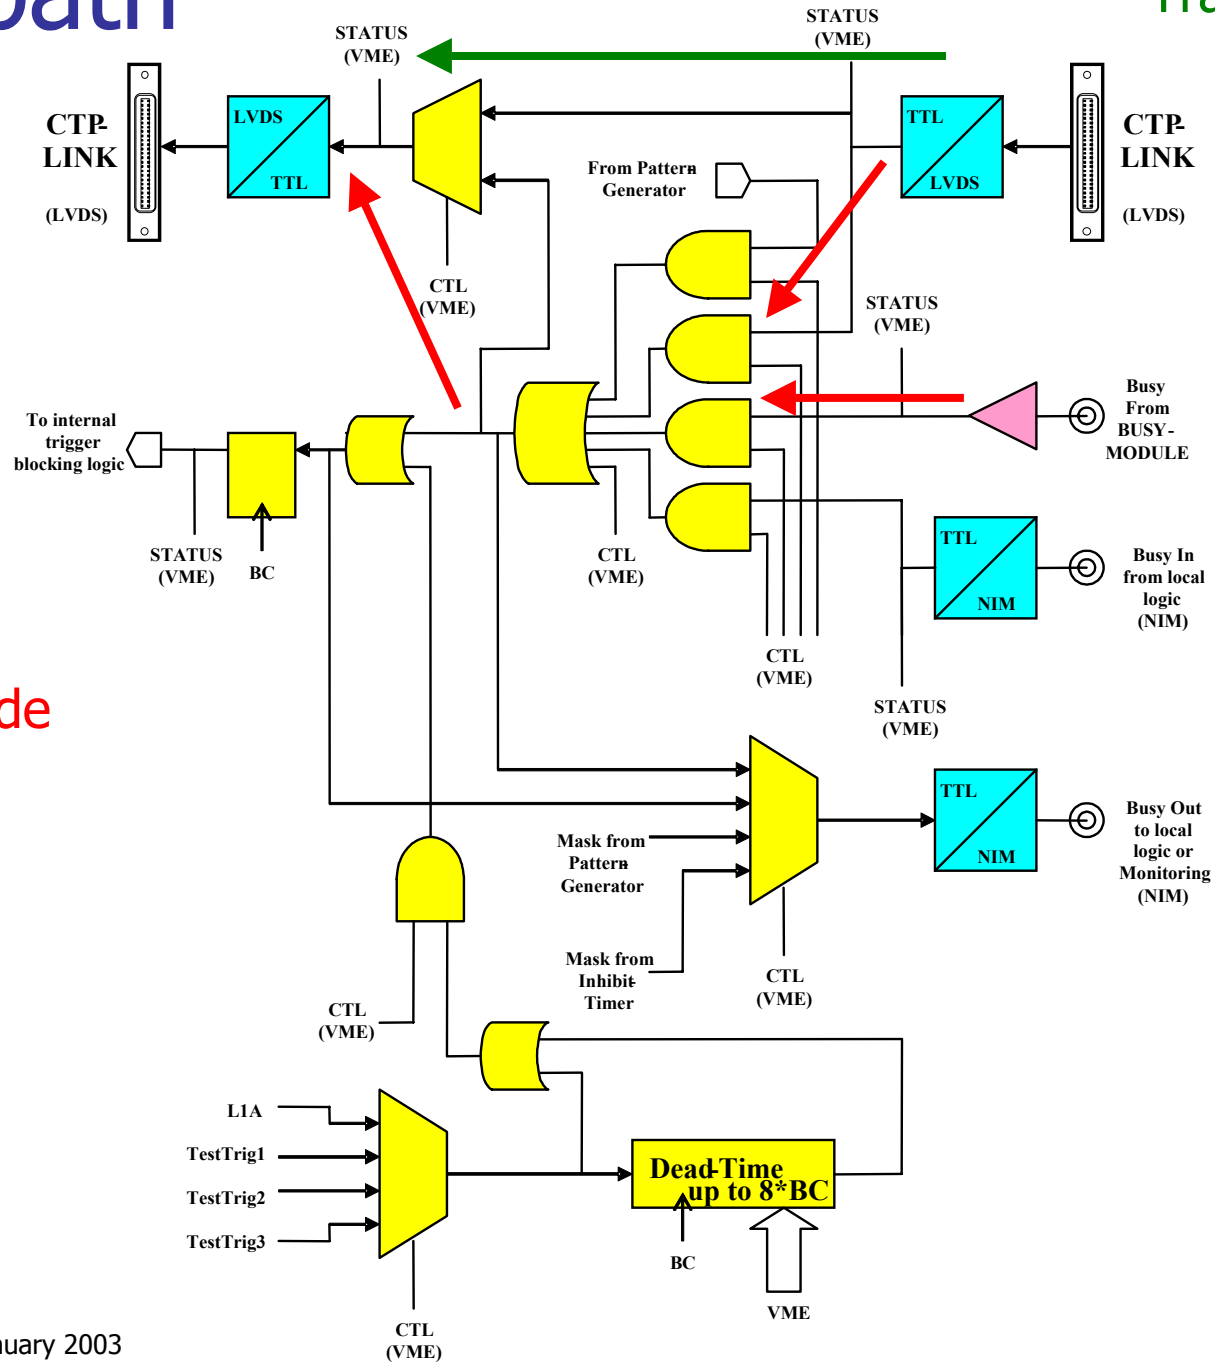 path
Tra
STATUS
(VME)
STATUS
(VME)
CTP-
LINK
(LVDS)
LVDS
TTL
From Pattern-
Generator
TTL
LVDS
CTP-
LINK
(LVDS)
CTL
(VME)
STATUS
(VME)
To internal
trigger
blocking logic
STATUS
(VME)
BC
CTL
(VME)
Busy
From
BUSY-
MODULE
TTL
NIM
Busy In
from local
logic
(NIM)
CTL
(VME)
STATUS
(VME)
de
Mask from
Pattern-
Generator
Mask from
Inhibit-
Timer
CTL
(VME)
TTL
NIM
Busy Out
to local
logic or
Monitoring
(NIM)
CTL
(VME)
L1A
TestTrig1
TestTrig2
TestTrig3
Dead-Time
up to 8*BC
BC
VME
CTL
(VME)
nuary 2003